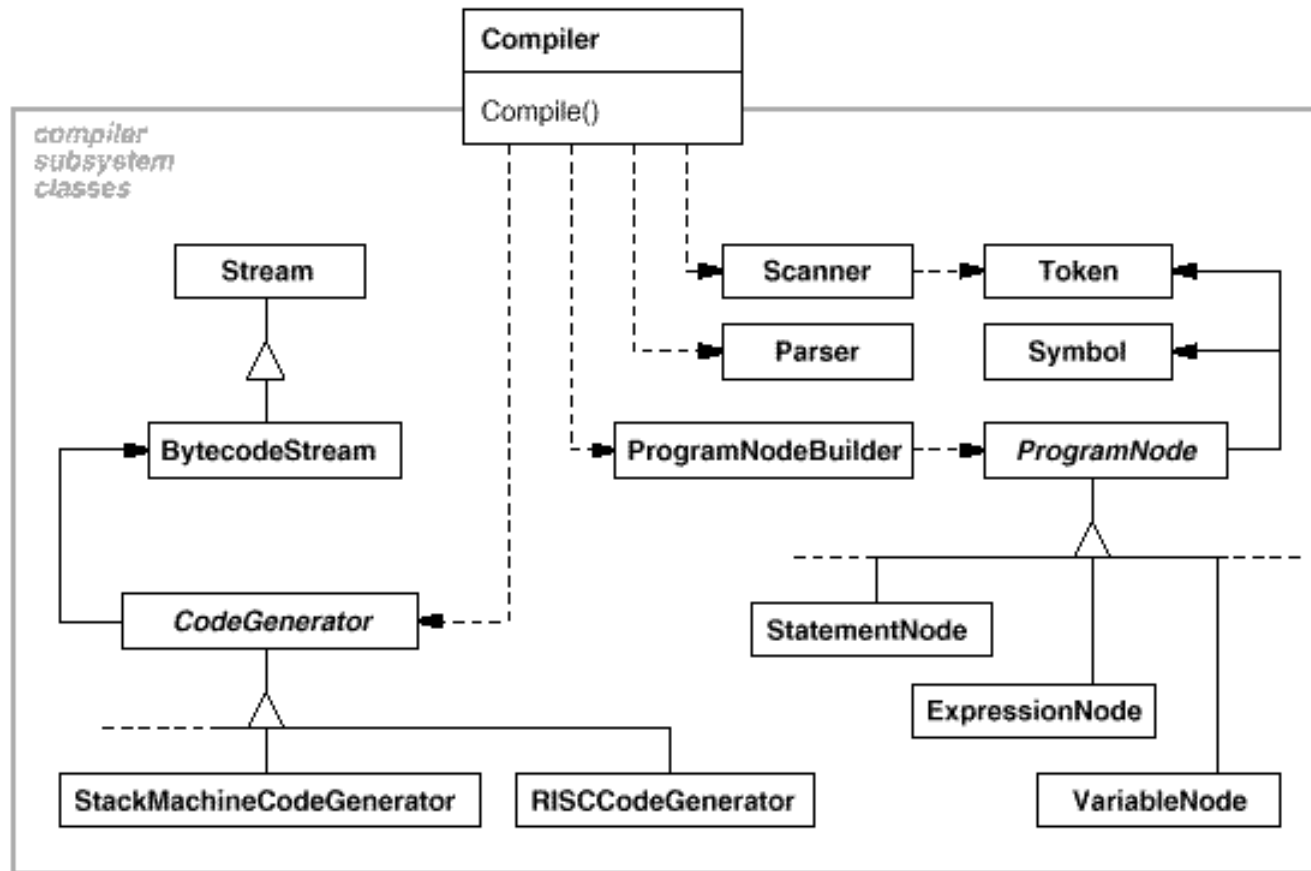 Compiler
Compile()
compiler
subsystem
classes
Stream
Scanner
Token
Parser
Symbol
BytecodeStream
ProgramNodeBuilder
ProgramNode
CodeGenerator
StatementNode
ExpressionNode
StackMachineCodeGenerator
RISCCodeGenerator
VariableNode